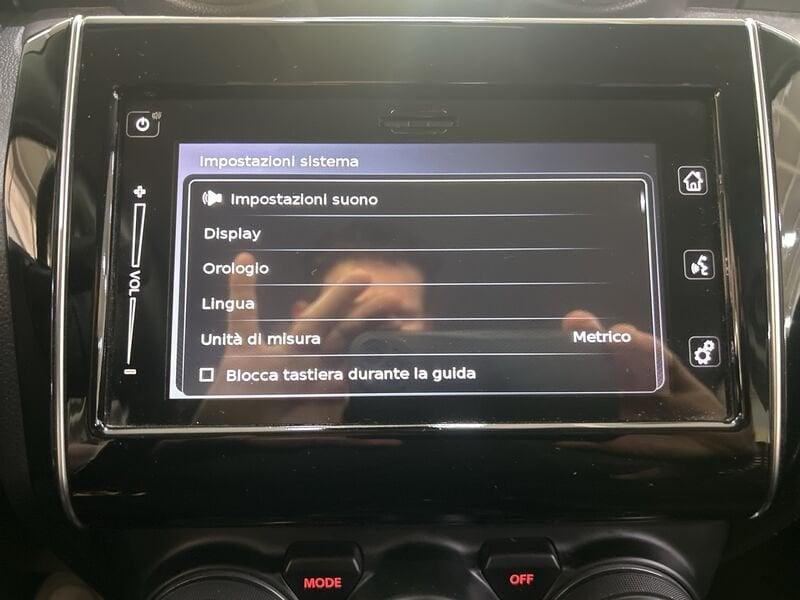 Impostazioni sistema
Impostazioni suono
Display
Orologio
Lingua
Unità di misura Metrico
Blocca tastiera durante la guida
+
VOL
-
MODE
OFF